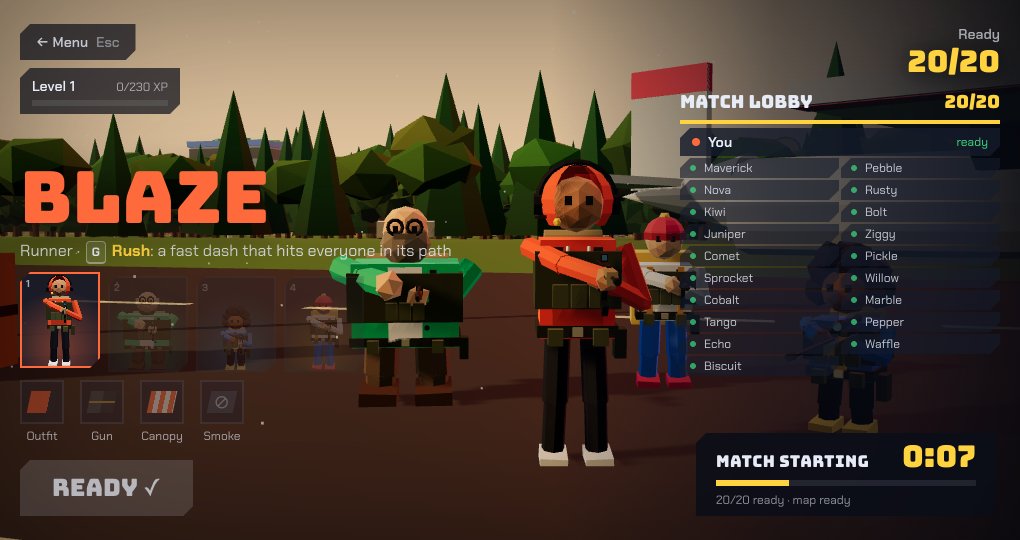 ← Menu Esc
Level 1 0/230 XP
BLAZE
Runner · G Rush: a fast dash that hits everyone in its path
1 2 3 4
Outfit Gun Canopy Smoke
READY ✓
Ready
20/20
MATCH LOBBY 20/20
You ready
Maverick Pebble
Nova Rusty
Kiwi Bolt
Juniper Ziggy
Comet Pickle
Sprocket Willow
Cobalt Marble
Tango Pepper
Echo Waffle
Biscuit
MATCH STARTING 0:07
20/20 ready · map ready